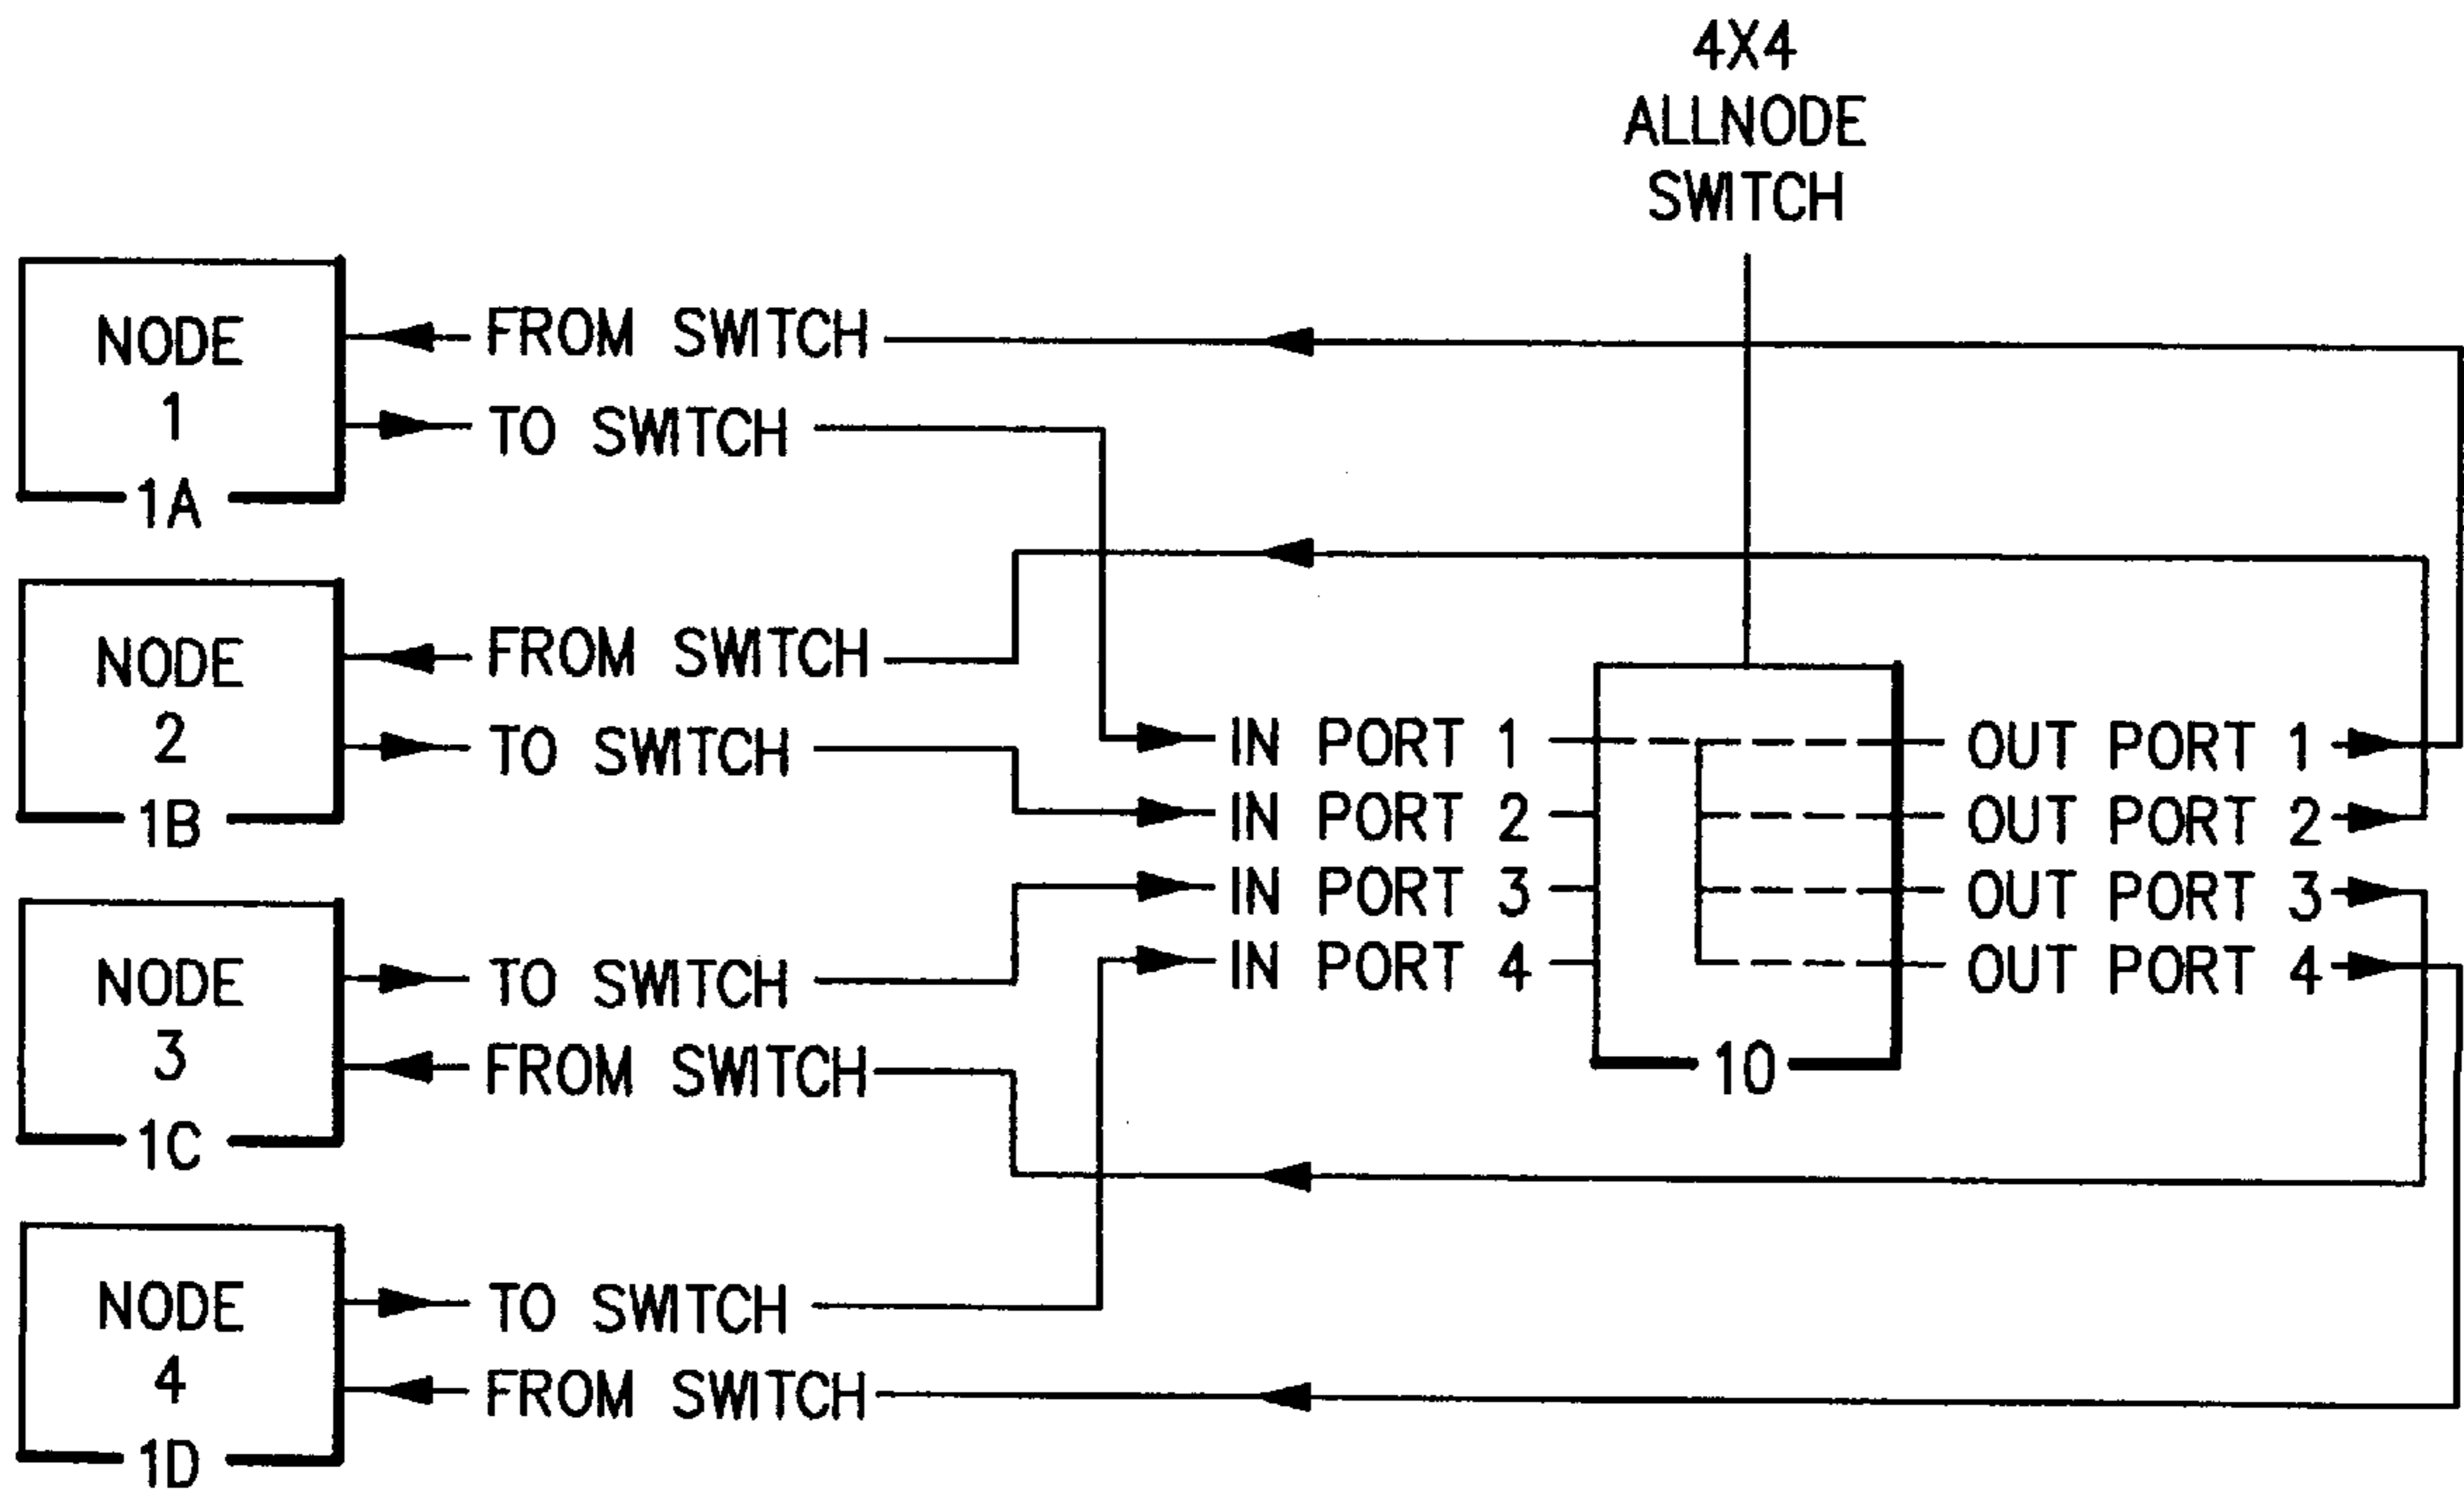 4X4
ALLNODE
SWITCH
NODE
1
1A
FROM SWITCH
TO SWITCH
NODE
2
1B
FROM SWITCH
TO SWITCH
NODE
3
1C
TO SWITCH
FROM SWITCH
NODE
4
1D
TO SWITCH
FROM SWITCH
IN PORT 1
IN PORT 2
IN PORT 3
IN PORT 4
10
OUT PORT 1
OUT PORT 2
OUT PORT 3
OUT PORT 4